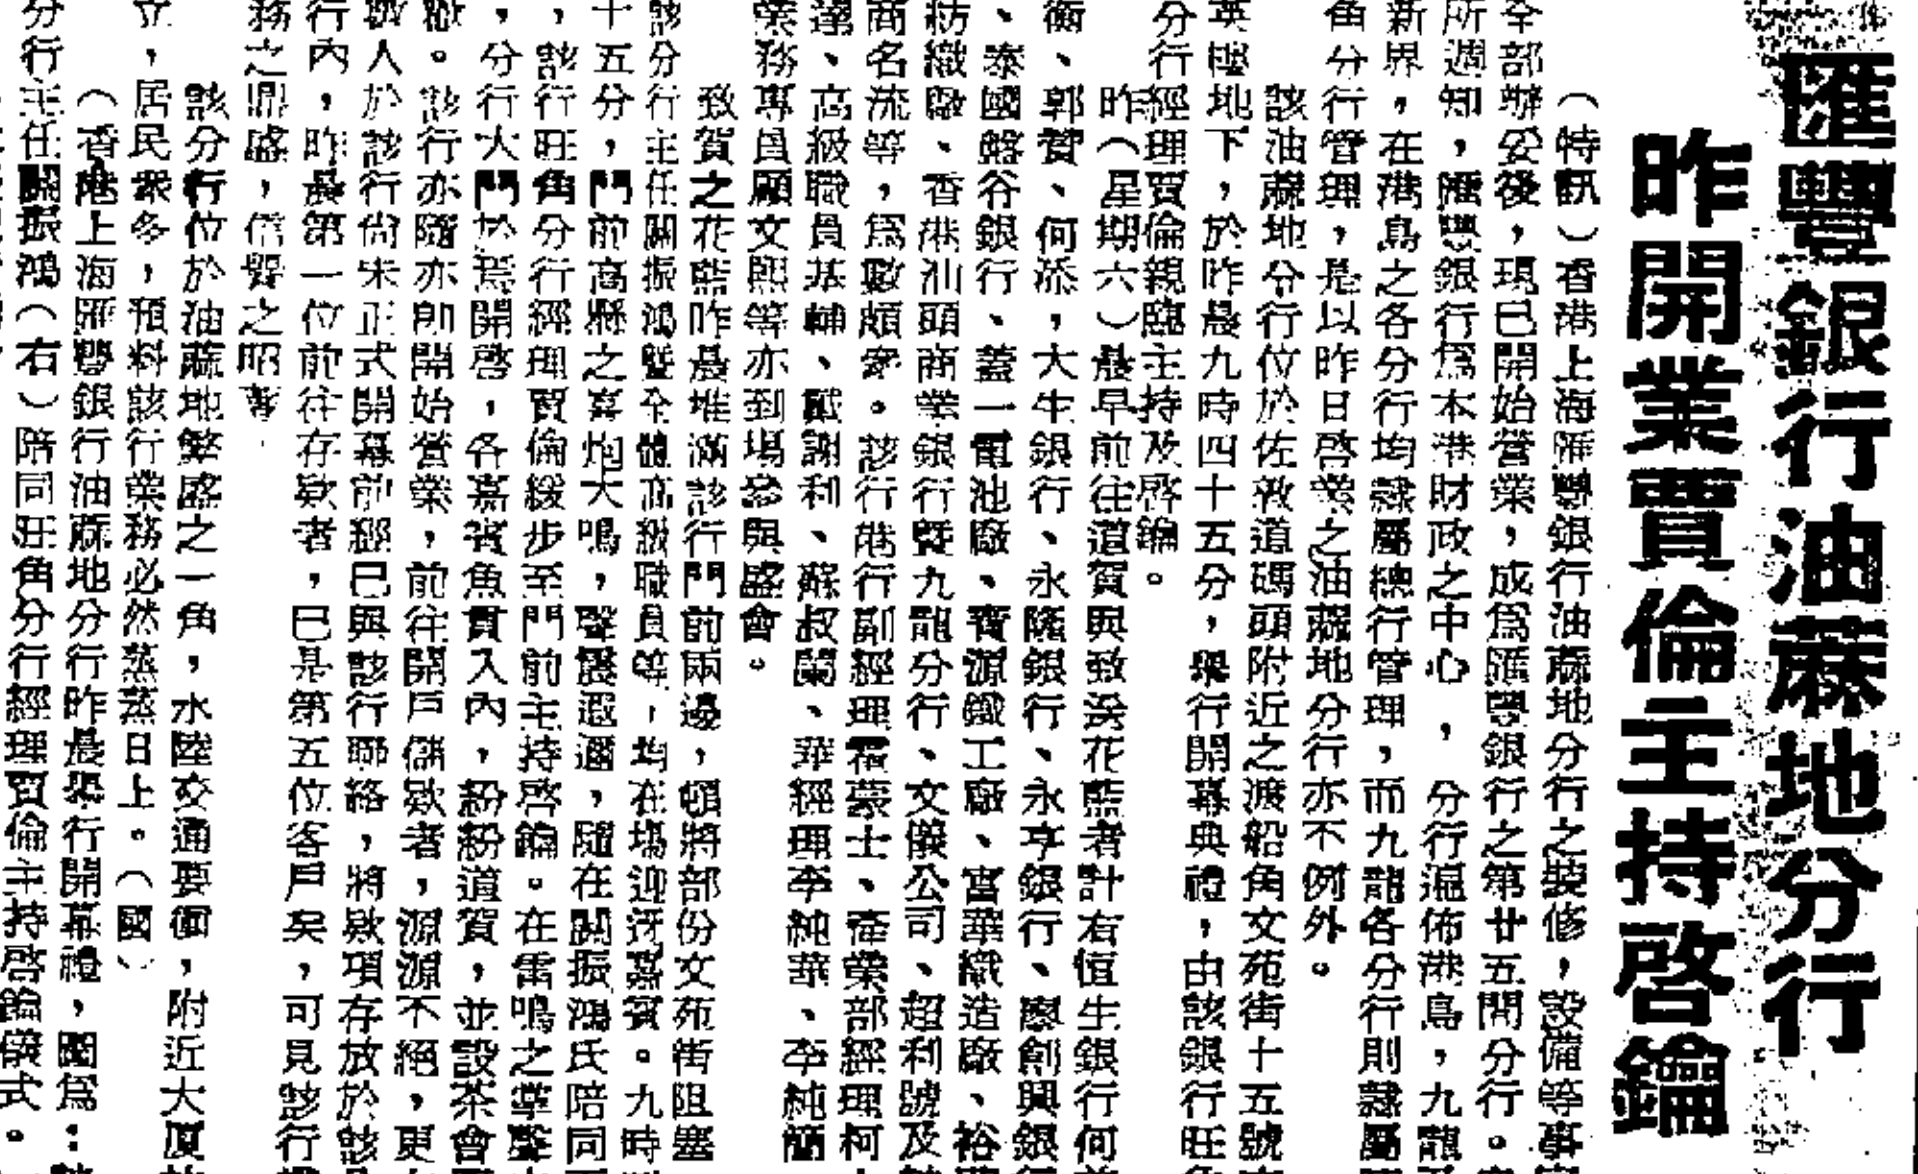 匯豐銀行油蔴地分行
昨開業賈倫主持啓鑰
（特訊）香港上海匯豐銀行油蔴地分行之裝修，設備等事
全部辦公後，現已開始營業，成爲匯豐銀行之第廿五間分行。
所週知，匯豐銀行爲本港財政之中心，分行遍佈港島，九龍
新界，在港島之各分行均隸屬總行管理，而九龍各分行則隸屬
角分行管理，是以昨日啓業之油蔴地分行亦不例外。
該油蔴地分行位於佐敦道碼頭附近之渡船角文苑街十五號
英樓地下，於昨晨九時四十五分，舉行開幕典禮，由該銀行旺角
分行經理賈倫親臨主持及啓鑰。
昨（星期六）晨早前往道賀與致送花藍者計有恒生銀行何
衡、郭贊、何添，大生銀行、永隆銀行、永亨銀行、廖創興銀行
、泰國盤谷銀行、蓋一電池廠、寶源鐵工廠、富華織造廠、裕
紡織廠、香港汕頭商業銀行暨九龍分行、文儀公司、超利號及
商名流等，爲數頗衆。該行港行副經理霍蒙士、產業部經理柯
、高級職員基輔、戴謝利、蘇叔蘭、華經理李純華、李純簡
業務專員顧文熙等亦到場參與盛會。
致賀之花藍昨晨堆滿該行門前兩邊，頓將部份文苑街阻塞
該分行主任關振鴻暨全體高級職員等，均在塲迎迓嘉賓。九時
十五分，門前高懸之喜炮大鳴，聲震遐邇，隨在關振鴻氏陪同
，該行旺角分行經理賈倫緩步至門前主持啓鑰。在雷鳴之掌聲
，分行大門於焉開啓，各嘉賓魚貫入內，紛紛道賀，並設茶會
。該行亦隨亦即開始營業，前往開戶儲欵者，源源不絕，更
人於該行尙未正式開幕前經已與該行聯絡，將欵項存放於該
行內，昨晨第一位前往存欵者，已是第五位客戶矣，可見該行
務之鼎盛，信譽之昭著
該分行位於油蔴地繁盛之一角，水陸交通要衝，附近大厦
立，居民衆多，預料該行業務必然蒸蒸日上。（國）
（香港上海匯豐銀行油蔴地分行昨晨舉行開幕禮，圖爲：
分行主任關振鴻（右）陪同旺角分行經理賈倫主持啓鑰儀式。